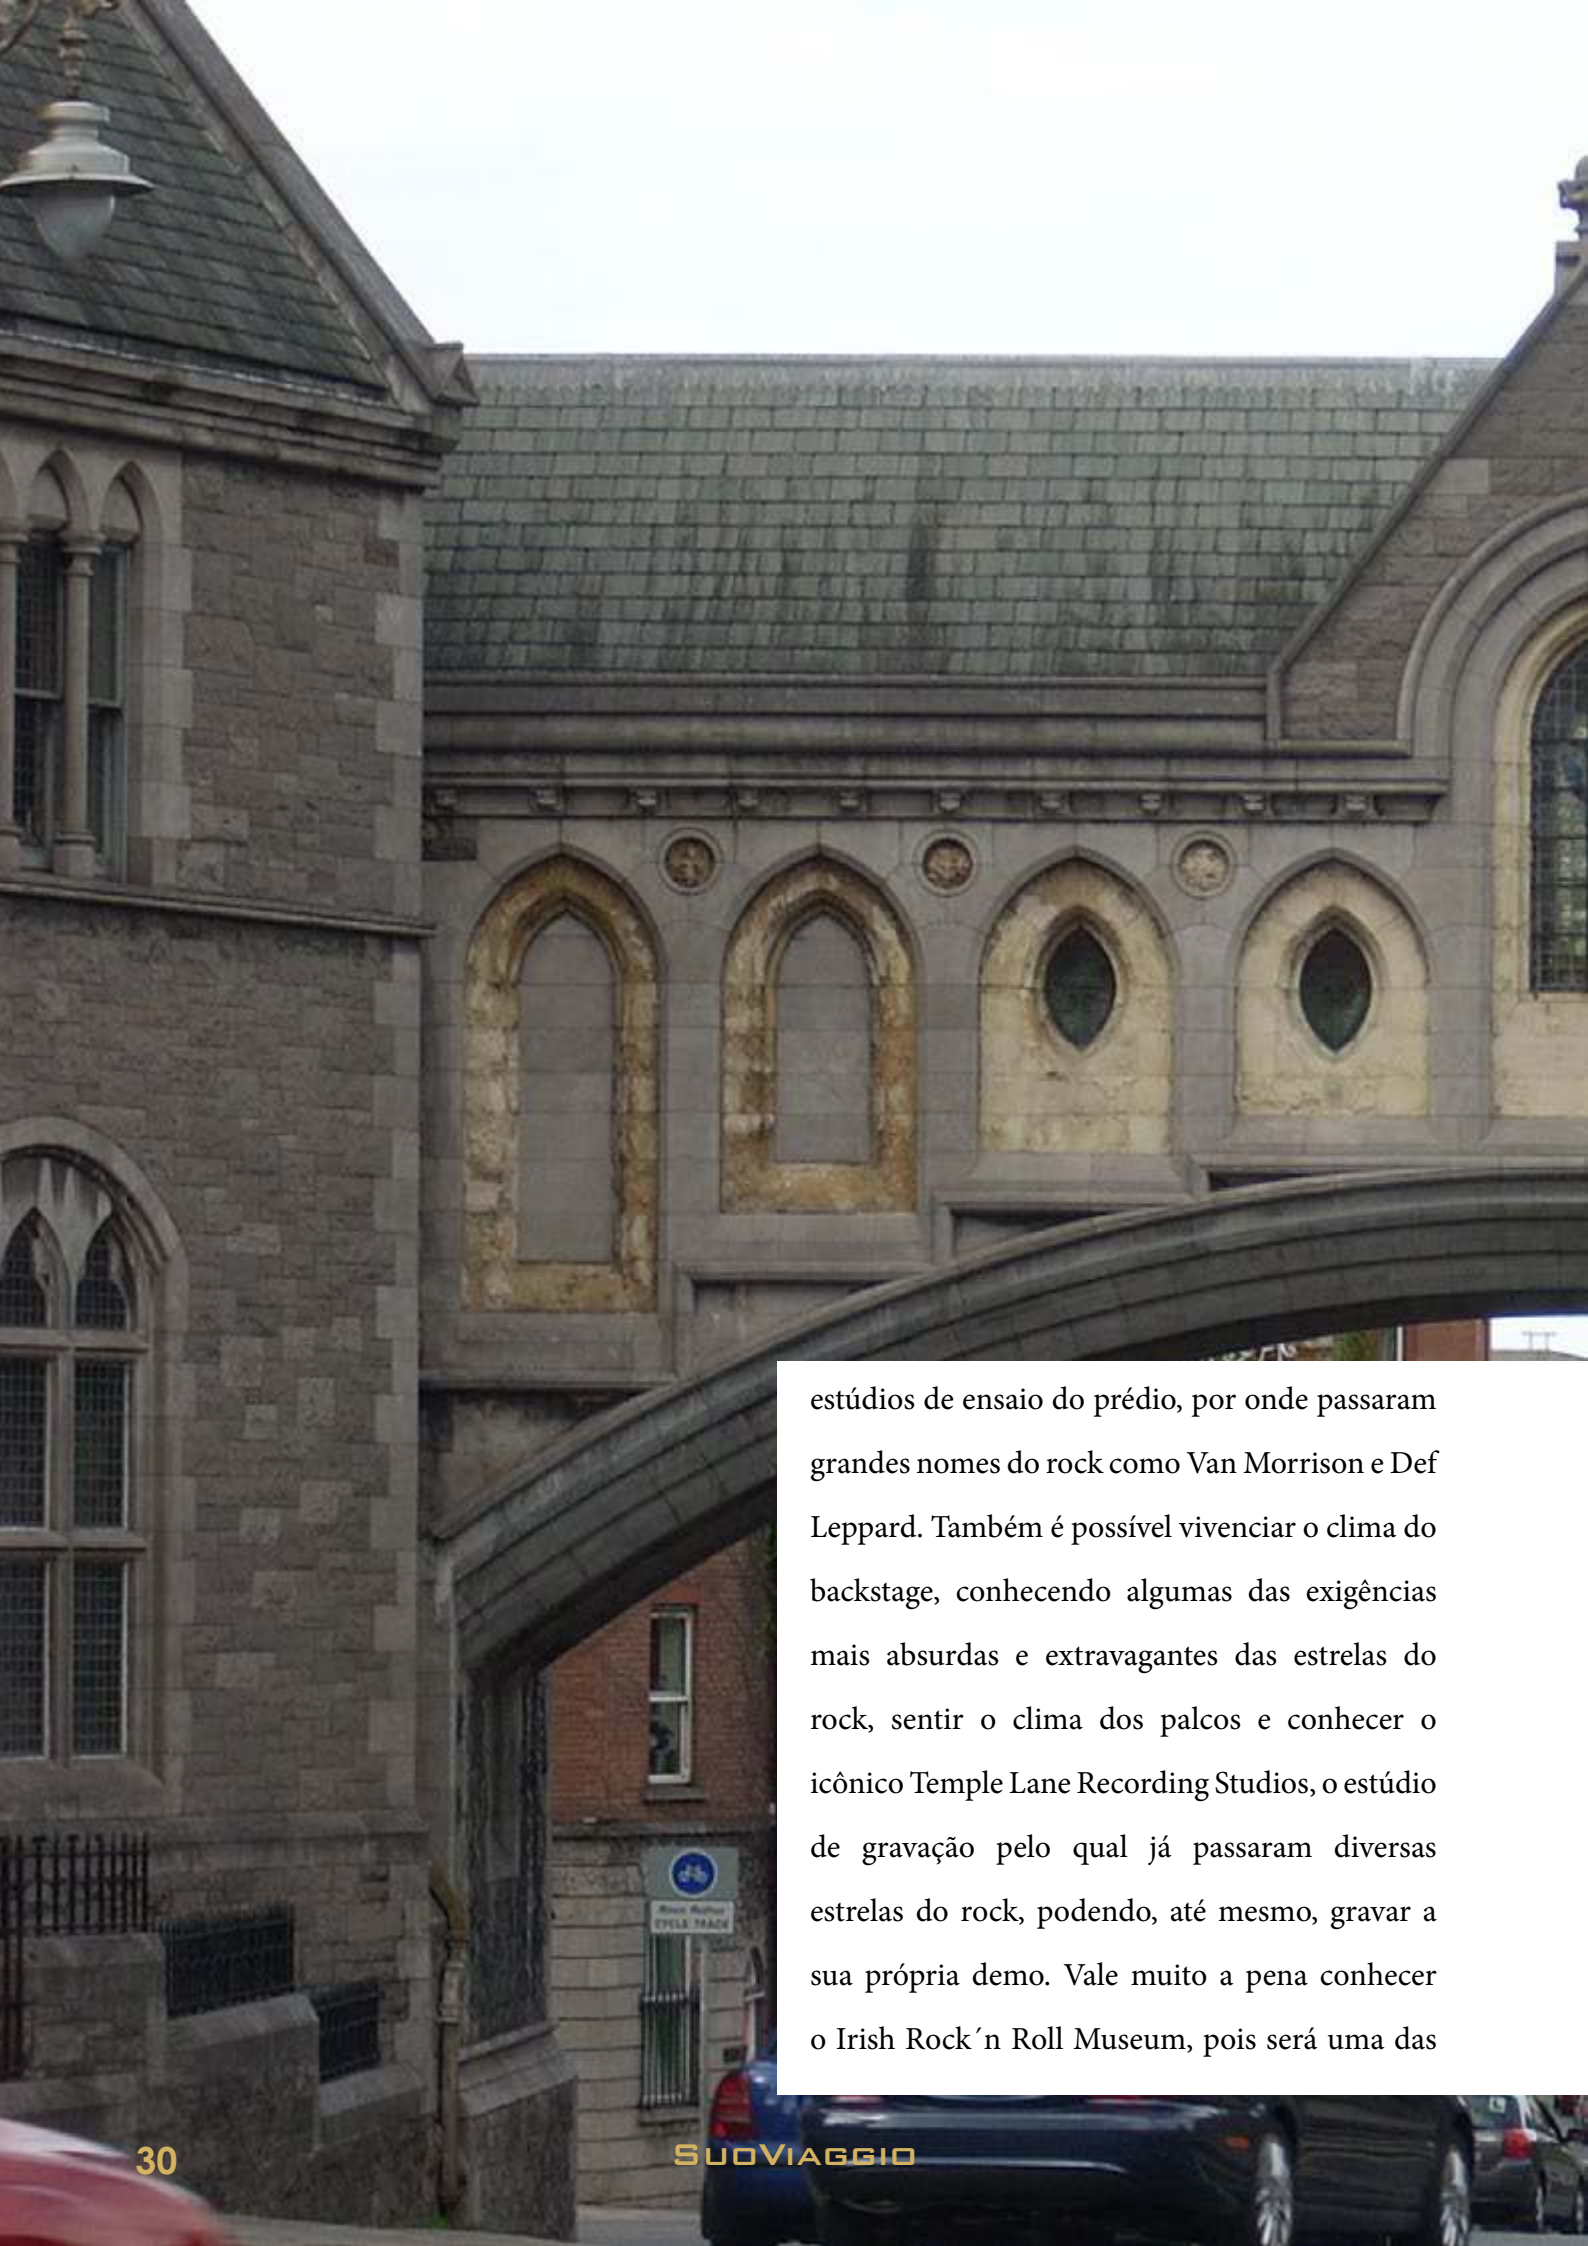 estúdios de ensaio do prédio, por onde passaram
grandes nomes do rock como Van Morrison e Def
Leppard. Também é possível vivenciar o clima do
backstage, conhecendo algumas das exigências
mais absurdas e extravagantes das estrelas do
rock, sentir o clima dos palcos e conhecer o
icônico Temple Lane Recording Studios, o estúdio
de gravação pelo qual já passaram diversas
estrelas do rock, podendo, até mesmo, gravar a
sua própria demo. Vale muito a pena conhecer
o Irish Rock´n Roll Museum, pois será uma das
CYCLE TRACK
30
SuoViaggio